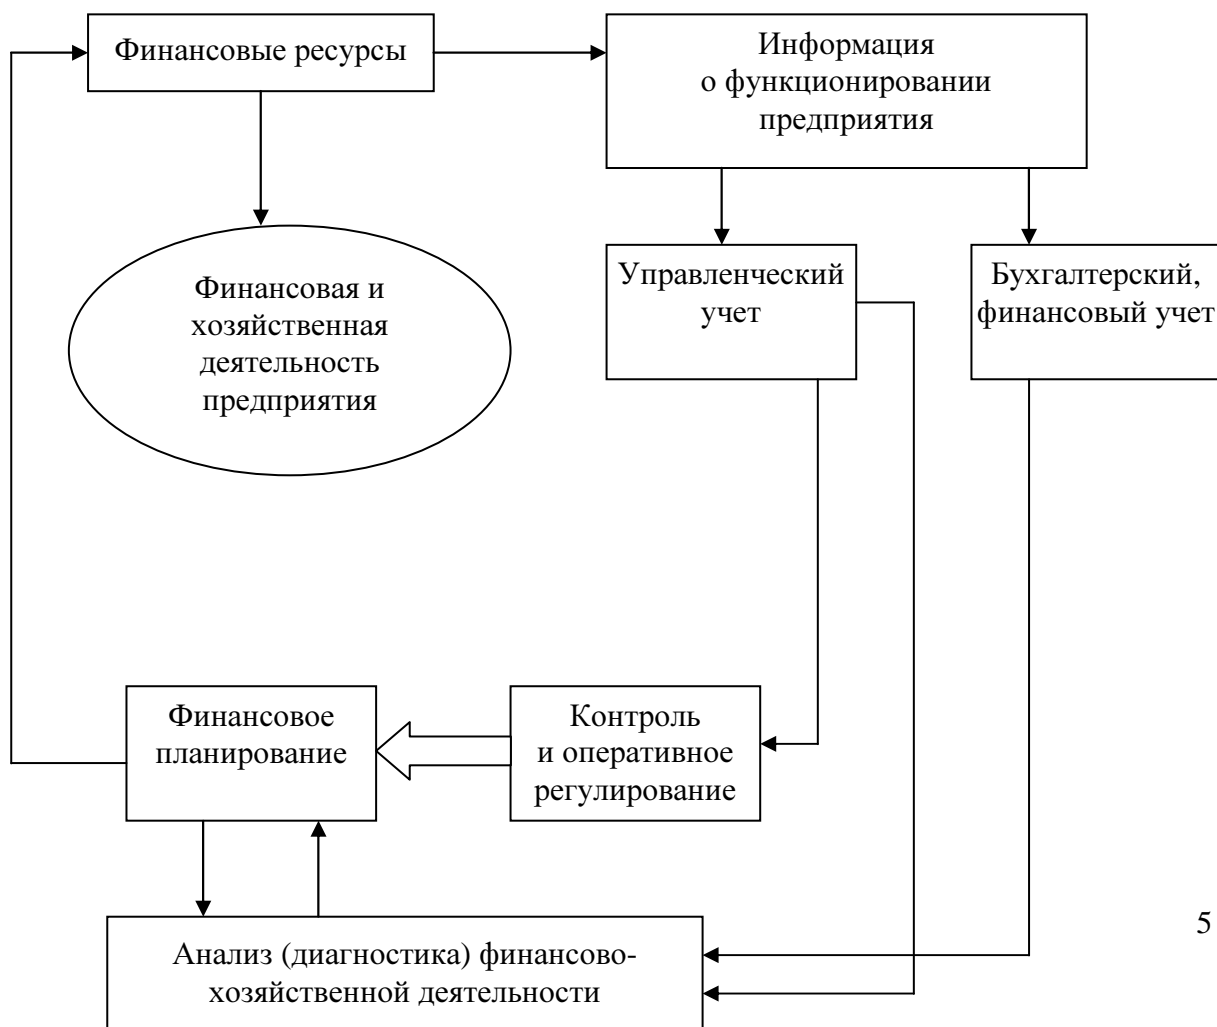 Финансовые ресурсы
Информация
о функционировании
предприятия
Финансовая и
хозяйственная
деятельность
предприятия
Управленческий
учет
Бухгалтерский,
финансовый учет
Финансовое
планирование
Контроль
и оперативное
регулирование
Анализ (диагностика) финансово-
хозяйственной деятельности
5